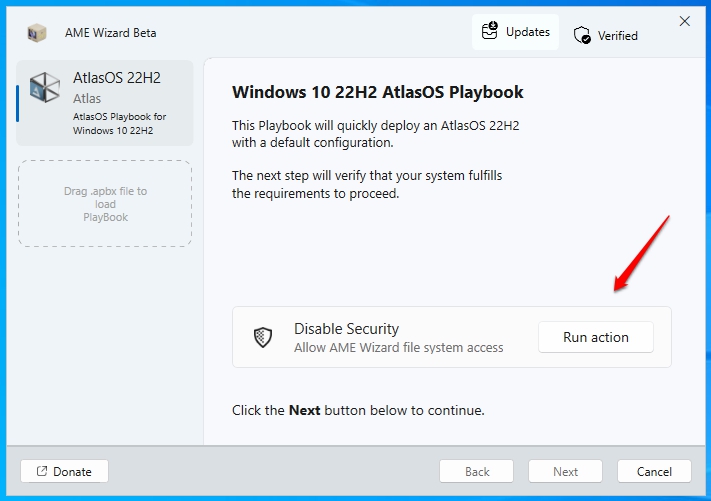 AME Wizard Beta
Updates
Verified
AtlasOS 22H2
Atlas
AtlasOS Playbook for
Windows 10 22H2
Drag .apbx file to
load
PlayBook
Windows 10 22H2 AtlasOS Playbook
This Playbook will quickly deploy an AtlasOS 22H2
with a default configuration.
The next step will verify that your system fulfills
the requirements to proceed.
Disable Security
Allow AME Wizard file system access
Run action
Click the Next button below to continue.
Donate
Back
Next
Cancel